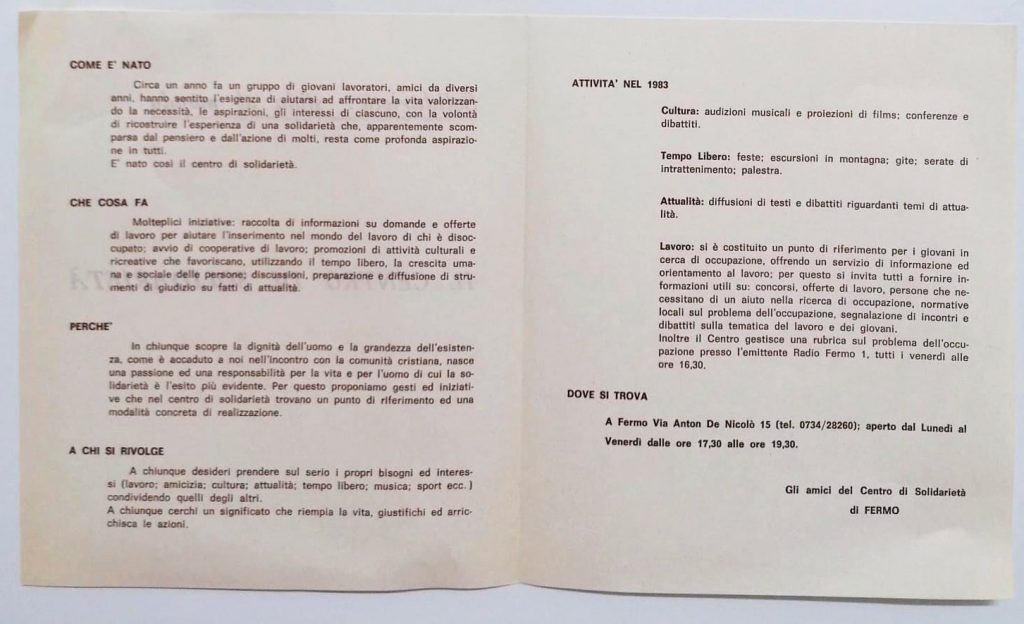 COME E' NATO
Circa un anno fa un gruppo di giovani lavoratori, amici da diversi
anni, hanno sentito l'esigenza di aiutarsi ad affrontare la vita valorizzan-
do la necessità, le aspirazioni, gli interessi di ciascuno, con la volontà
di ricostruire l'esperienza di una solidarietà che, apparentemente scom-
parsa dal pensiero e dall'azione di molti, resta come profonda aspirazio-
ne in tutti.
E' nato così il centro di solidarietà.
CHE COSA FA
Molteplici iniziative: raccolta di informazioni su domande e offerte
di lavoro per aiutare l'inserimento nel mondo del lavoro di chi è disoc-
cupato; avvio di cooperative di lavoro; promozioni di attività culturali e
ricreative che favoriscano, utilizzando il tempo libero, la crescita uma-
na e sociale delle persone; discussioni, preparazione e diffusione di stru-
menti di giudizio su fatti di attualità.
PERCHE'
In chiunque scopre la dignità dell'uomo e la grandezza dell'esisten-
za, come è accaduto a noi nell'incontro con la comunità cristiana, nasce
una passione ed una responsabilità per la vita e per l'uomo di cui la so-
lidarietà è l'esito più evidente. Per questo proponiamo gesti ed iniziati-
ve che nel centro di solidarietà trovano un punto di riferimento ed una
modalità concreta di realizzazione.
A CHI SI RIVOLGE
A chiunque desideri prendere sul serio i propri bisogni ed interes-
si (lavoro; amicizia; cultura; attualità; tempo libero; musica; sport ecc.)
condividendo quelli degli altri.
A chiunque cerchi un significato che riempia la vita, giustifichi ed arric-
chisca le azioni.
ATTIVITA' NEL 1983
Cultura: audizioni musicali e proiezioni di films; conferenze e
dibattiti.
Tempo Libero: feste; escursioni in montagna; gite; serate di
intrattenimento; palestra.
Attualità: diffusioni di testi e dibattiti riguardanti temi di attua-
lità.
Lavoro: si è costituito un punto di riferimento per i giovani in
cerca di occupazione, offrendo un servizio di informazione ed
orientamento al lavoro; per questo si invita tutti a fornire in-
formazioni utili su: concorsi, offerte di lavoro, persone che ne-
cessitano di un aiuto nella ricerca di occupazione, normative
locali sul problema dell'occupazione, segnalazione di incontri e
dibattiti sulla tematica del lavoro e dei giovani.
Inoltre il Centro gestisce una rubrica sul problema dell'occu-
pazione presso l'emittente Radio Fermo 1, tutti i venerdì alle
ore 16,30.
DOVE SI TROVA
A Fermo Via Anton De Nicolò 15 (tel. 0734/28260); aperto dal Lunedì al
Venerdì dalle ore 17,30 alle ore 19,30.
Gli amici del Centro di Solidarietà
di FERMO